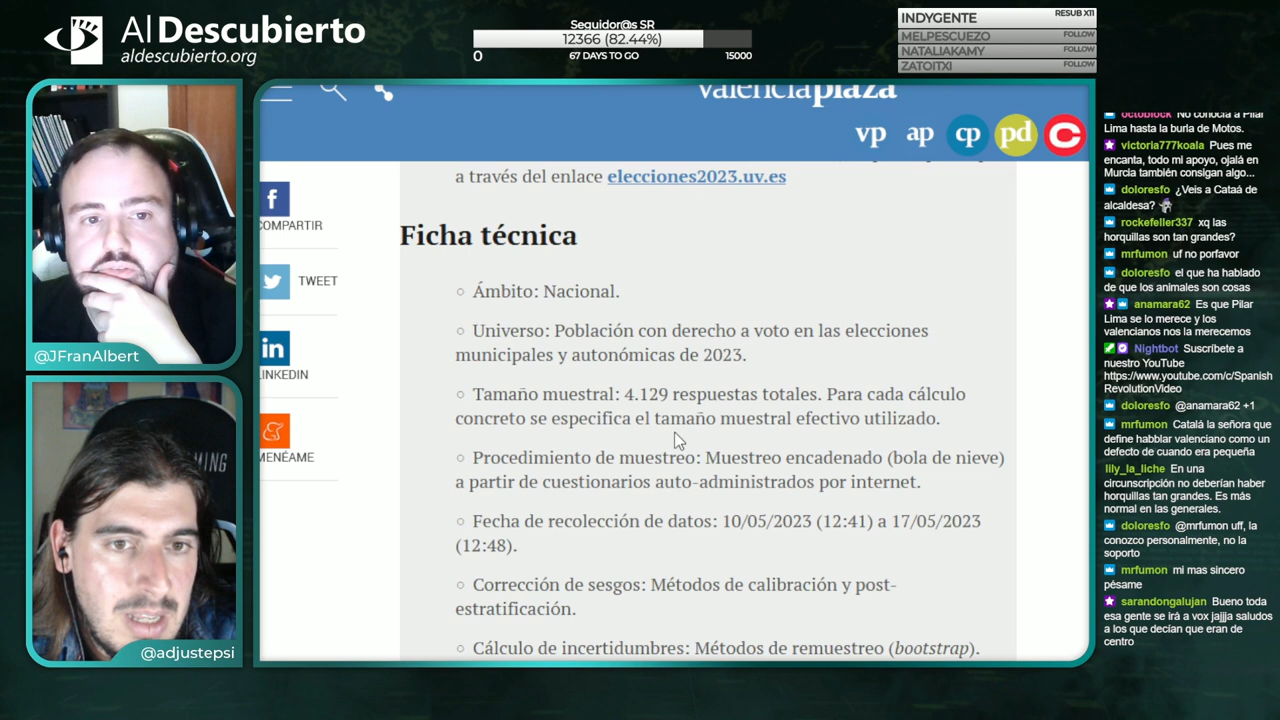 Al Descubierto
aldescubierto.org
Seguidor@s SR
12366 (82.44%)
0
67 DAYS TO GO
15000
INDYGENTE
RESUB X11
MELPESCUEZO
FOLLOW
NATALIAKAMY
FOLLOW
ZATOITXI
FOLLOW
@JFranAlbert
GAMING
@adjustepsi
valenciaplaza
vp ap cp pd C
COMPARTIR
TWEET
LINKEDIN
MENÉAME
a través del enlace elecciones2023.uv.es
Ficha técnica
Ámbito: Nacional.
Universo: Población con derecho a voto en las elecciones
municipales y autonómicas de 2023.
Tamaño muestral: 4.129 respuestas totales. Para cada cálculo
concreto se especifica el tamaño muestral efectivo utilizado.
Procedimiento de muestreo: Muestreo encadenado (bola de nieve)
a partir de cuestionarios auto-administrados por internet.
Fecha de recolección de datos: 10/05/2023 (12:41) a 17/05/2023
(12:48).
Corrección de sesgos: Métodos de calibración y post-
estratificación.
Cálculo de incertidumbres: Métodos de remuestreo (bootstrap).
octoblock No conocía a Pilar
Lima hasta la burla de Motos.
victoria777koala Pues me
encanta, todo mi apoyo, ojalá en
Murcia también consigan algo...
doloresfo ¿Veis a Cataá de
alcaldesa?
rockefeller337 xq las
horquillas son tan grandes?
mrfumon uf no porfavor
doloresfo el que ha hablado
de que los animales son cosas
anamara62 Es que Pilar
Lima se lo merece y los
valencianos nos la merecemos
Nightbot Suscríbete a
nuestro YouTube
https://www.youtube.com/c/Spanish
RevolutionVideo
doloresfo @anamara62 +1
mrfumon Catalá la señora que
define habblar valenciano como un
defecto de cuando era pequeña
lily_la_liche En una
circunscripción no deberían haber
horquillas tan grandes. Es más
normal en las generales.
doloresfo @mrfumon uff, la
conozco personalmente, no la
soporto
mrfumon mi mas sincero
pésame
sarandongalujan Bueno toda
esa gente se irá a vox jajjja saludos
a los que decían que eran de
centro